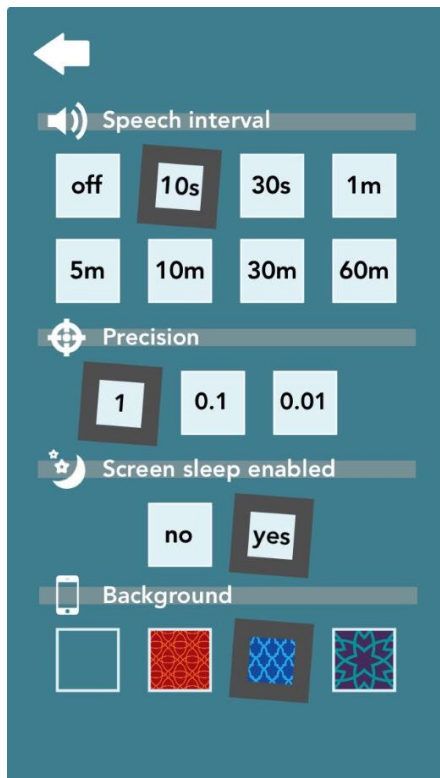 Speech interval
off 10s 30s 1m
5m 10m 30m 60m
Precision
1 0.1 0.01
Screen sleep enabled
no yes
Background